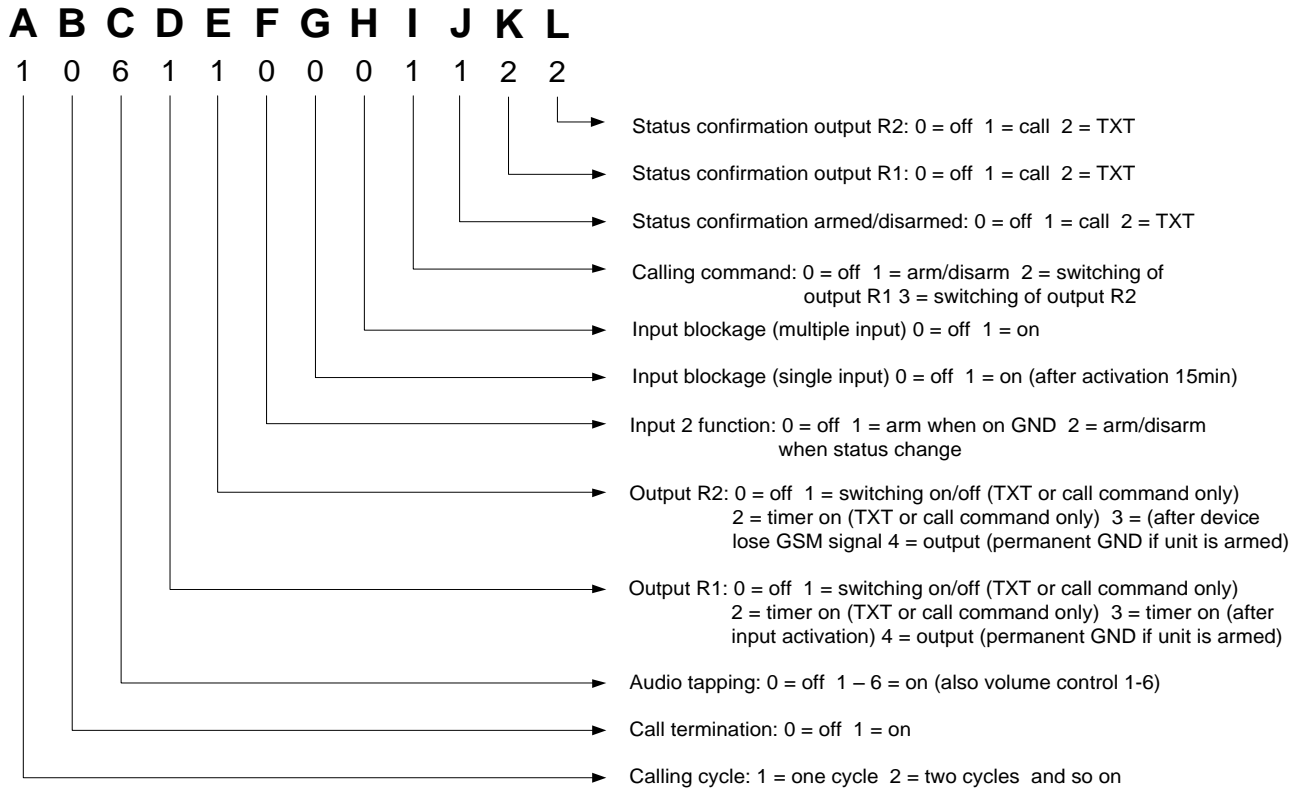 A B C D E F G H I J K L
1 0 6 1 1 0 0 0 1 1 2 2
Status confirmation output R2: 0 = off 1 = call 2 = TXT
Status confirmation output R1: 0 = off 1 = call 2 = TXT
Status confirmation armed/disarmed: 0 = off 1 = call 2 = TXT
Calling command: 0 = off 1 = arm/disarm 2 = switching of
output R1 3 = switching of output R2
Input blockage (multiple input) 0 = off 1 = on
Input blockage (single input) 0 = off 1 = on (after activation 15min)
Input 2 function: 0 = off 1 = arm when on GND 2 = arm/disarm
when status change
Output R2: 0 = off 1 = switching on/off (TXT or call command only)
2 = timer on (TXT or call command only) 3 = (after device
lose GSM signal 4 = output (permanent GND if unit is armed)
Output R1: 0 = off 1 = switching on/off (TXT or call command only)
2 = timer on (TXT or call command only) 3 = timer on (after
input activation) 4 = output (permanent GND if unit is armed)
Audio tapping: 0 = off 1 – 6 = on (also volume control 1-6)
Call termination: 0 = off 1 = on
Calling cycle: 1 = one cycle 2 = two cycles and so on